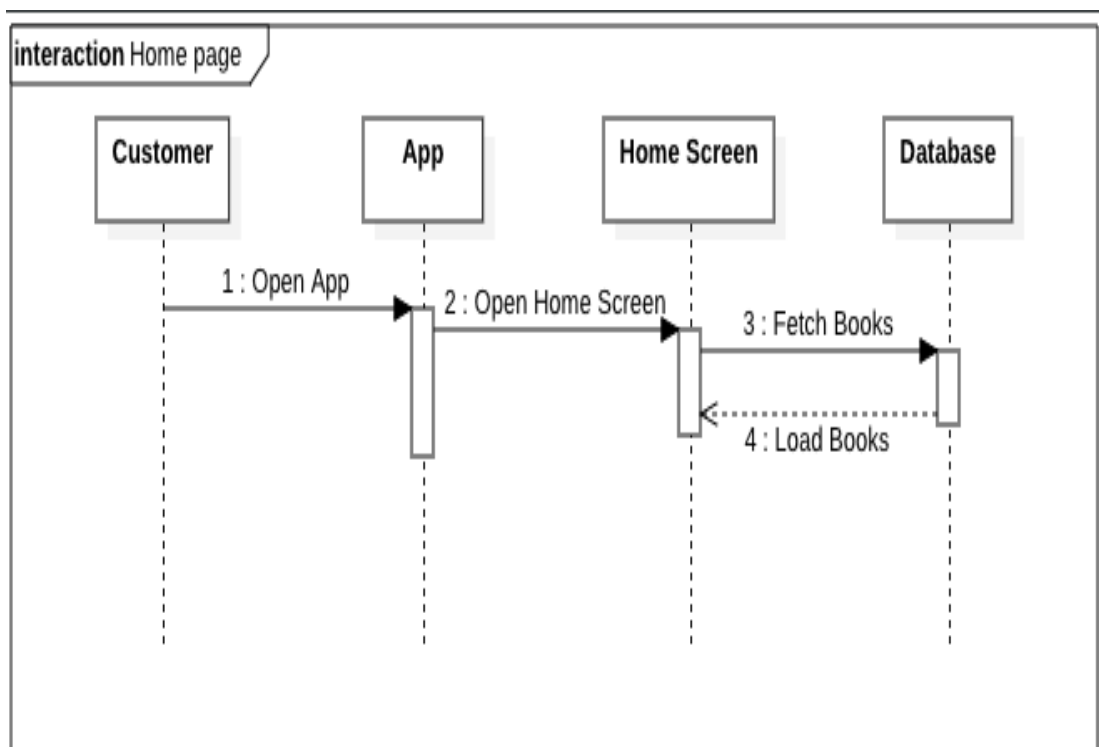 interaction Home page
Customer
App
Home Screen
Database
1 : Open App
2 : Open Home Screen
3 : Fetch Books
4 : Load Books